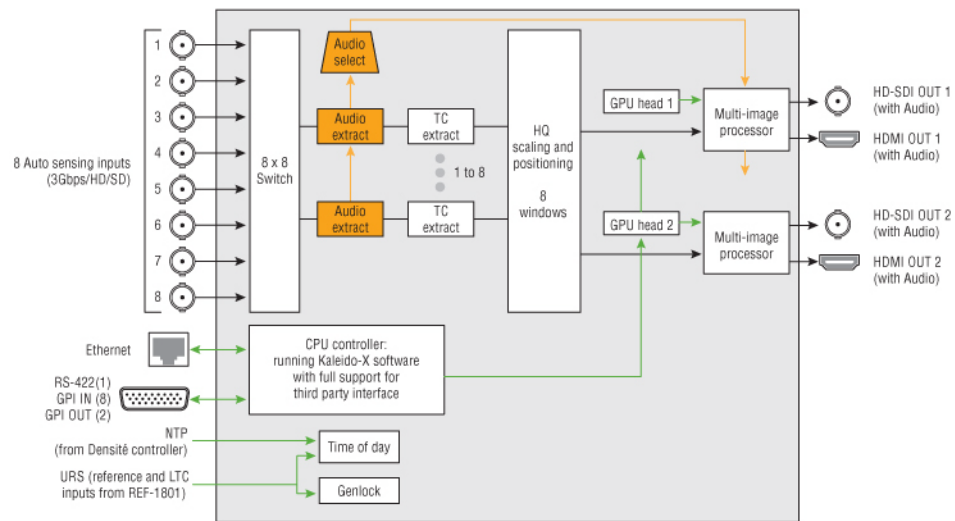 8 Auto sensing inputs
(3Gbps/HD/SD)
1
2
3
4
5
6
7
8
8 x 8
Switch
Audio
select
Audio
extract
TC
extract
1 to 8
Audio
extract
TC
extract
HQ
scaling and
positioning
8
windows
GPU head 1
Multi-image
processor
HD-SDI OUT 1
(with Audio)
HDMI OUT 1
(with Audio)
GPU head 2
Multi-image
processor
HD-SDI OUT 2
(with Audio)
HDMI OUT 2
(with Audio)
Ethernet
RS-422(1)
GPI IN (8)
GPI OUT (2)
CPU controller:
running Kaleido-X software
with full support for
third party interface
NTP
(from Densité controller)
Time of day
URS (reference and LTC
inputs from REF-1801)
Genlock